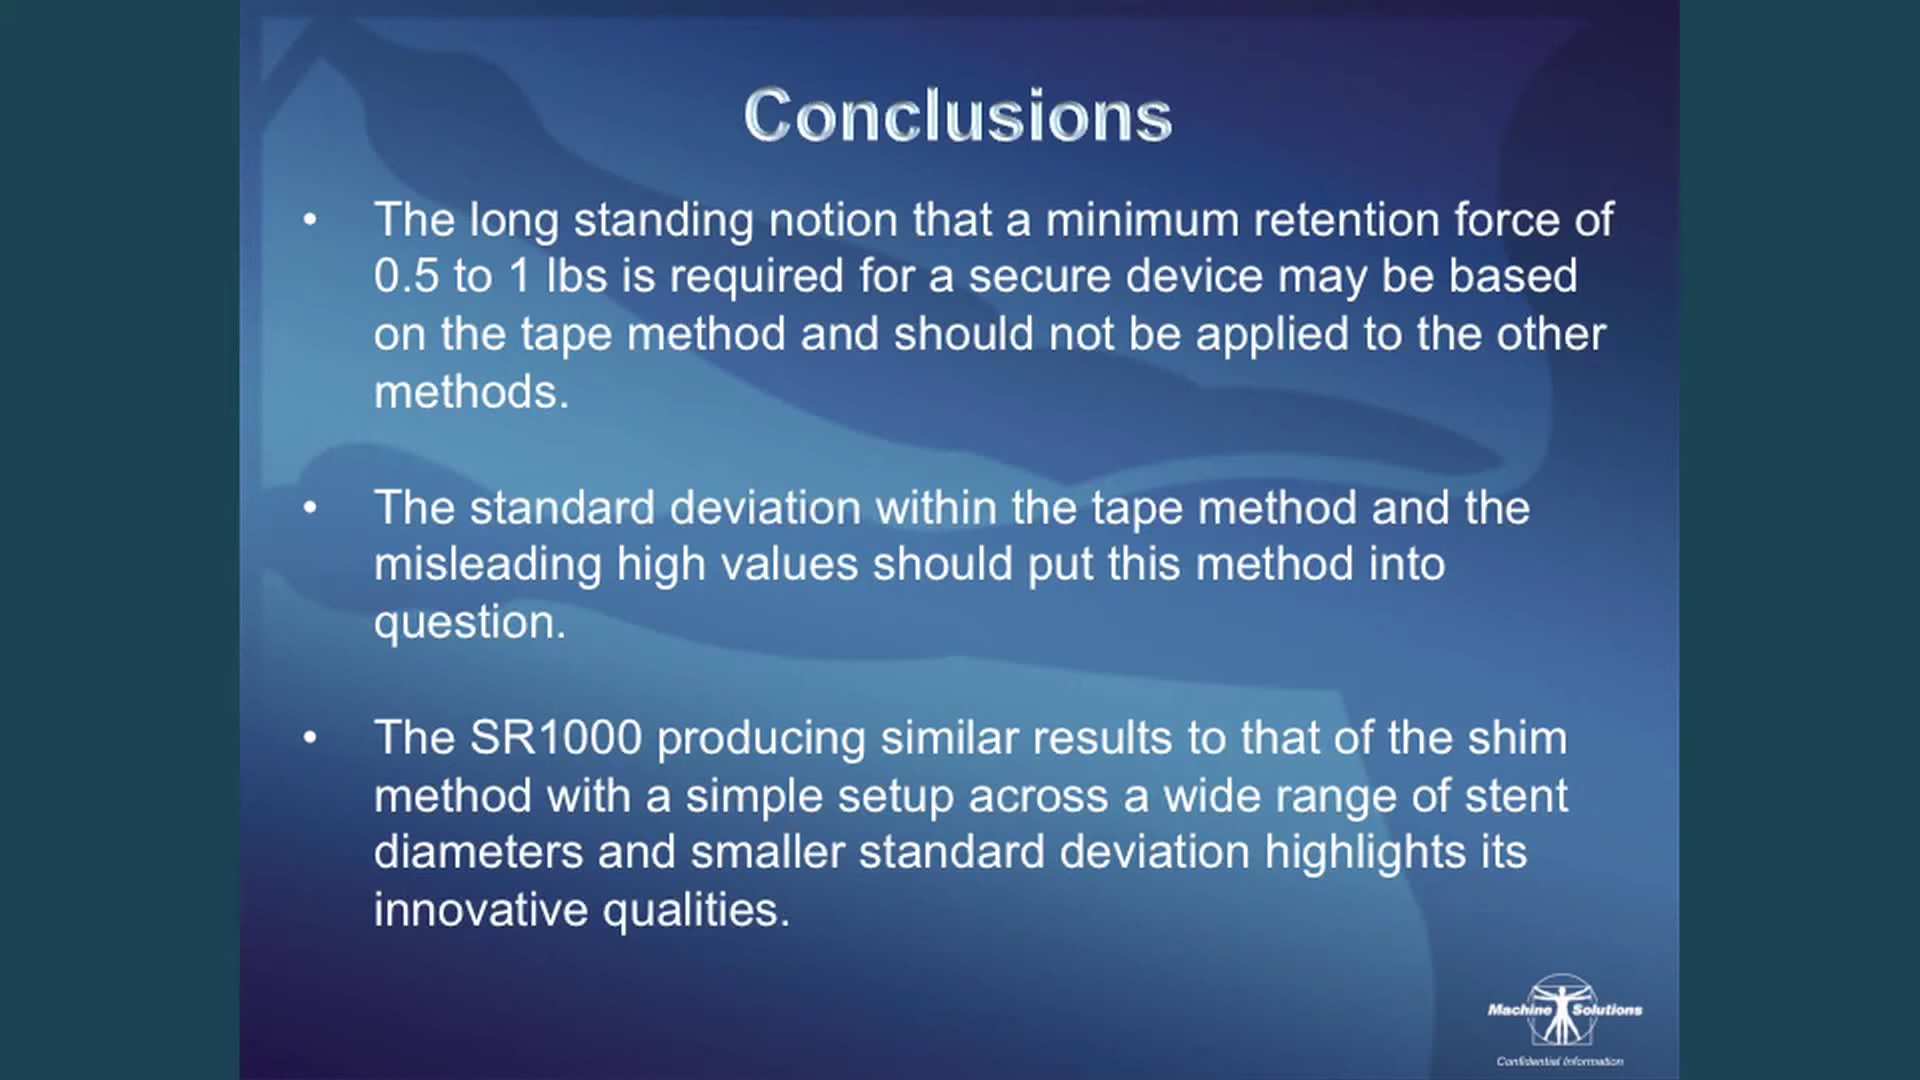 Conclusions
• The long standing notion that a minimum retention force of
0.5 to 1 lbs is required for a secure device may be based
on the tape method and should not be applied to the other
methods.
• The standard deviation within the tape method and the
misleading high values should put this method into
question.
• The SR1000 producing similar results to that of the shim
method with a simple setup across a wide range of stent
diameters and smaller standard deviation highlights its
innovative qualities.
Machine Solutions
Confidential Information